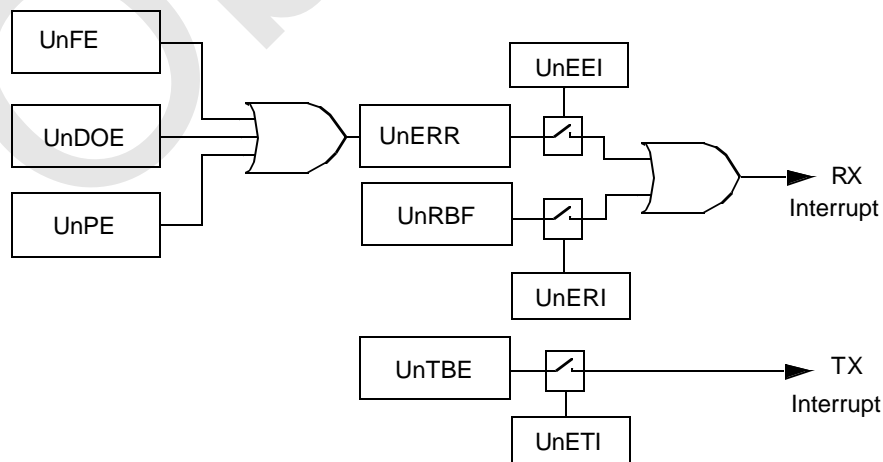 UnFE
UnDOE
UnPE
UnERR
UnEEI
UnRBF
UnERI
RX
Interrupt
UnTBE
UnETI
TX
Interrupt